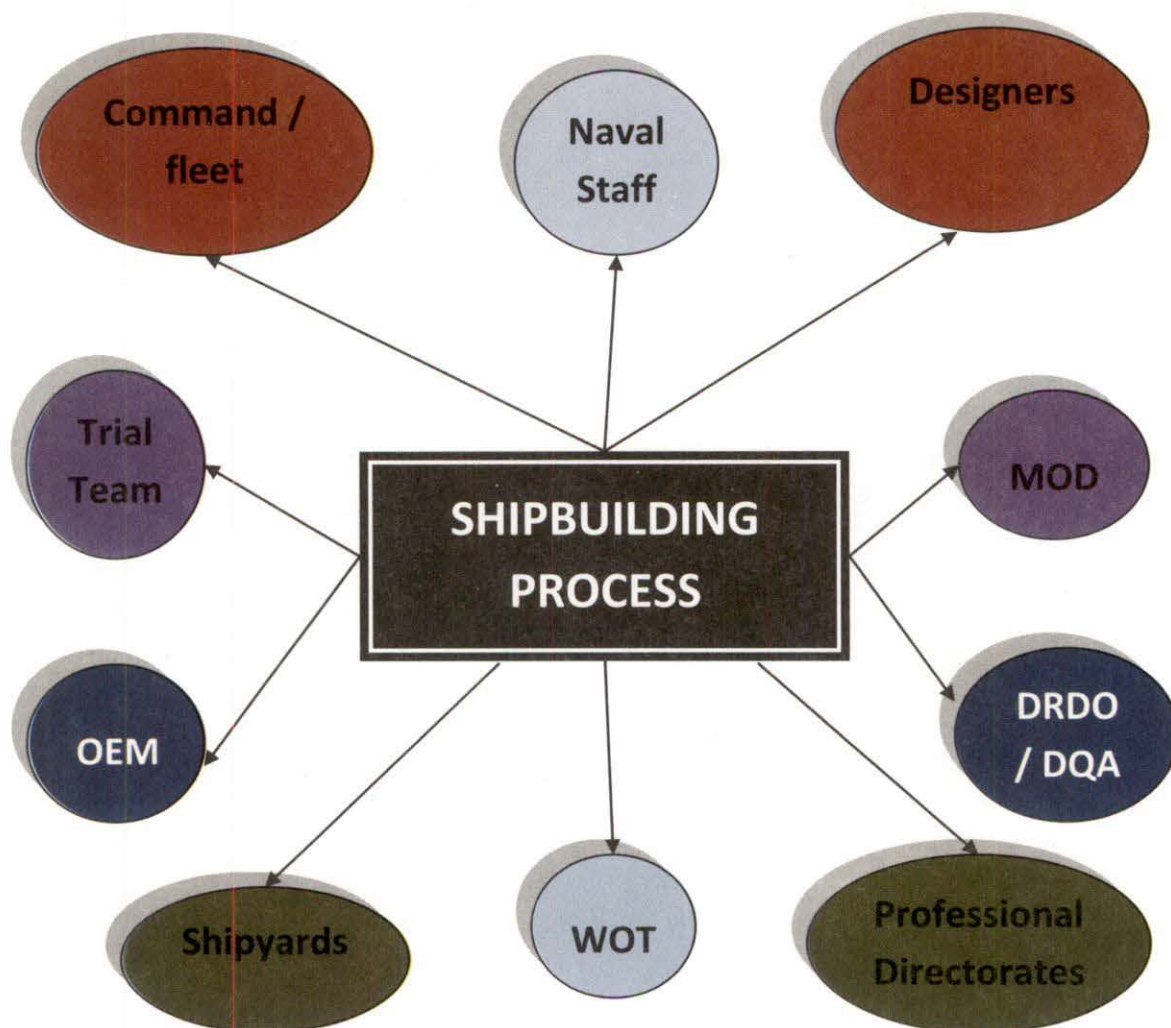 Command /
fleet
Naval
Staff
Designers
Trial
Team
SHIPBUILDING
PROCESS
MOD
OEM
DRDO
/ DQA
Shipyards
WOT
Professional
Directorates